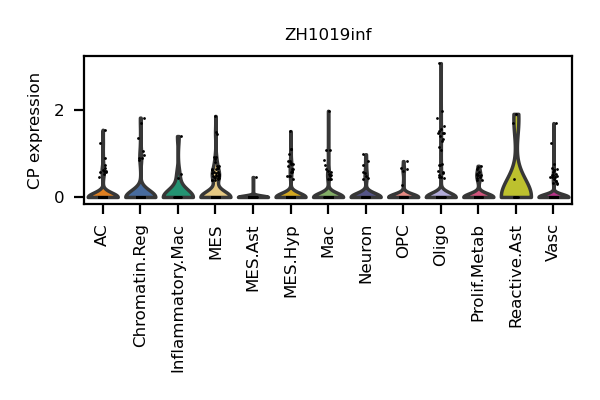 ZH1019inf
CP expression
2
0
AC
Chromatin.Reg
Inflammatory.Mac
MES
MES.Ast
MES.Hyp
Mac
Neuron
OPC
Oligo
Prolif.Metab
Reactive.Ast
Vasc